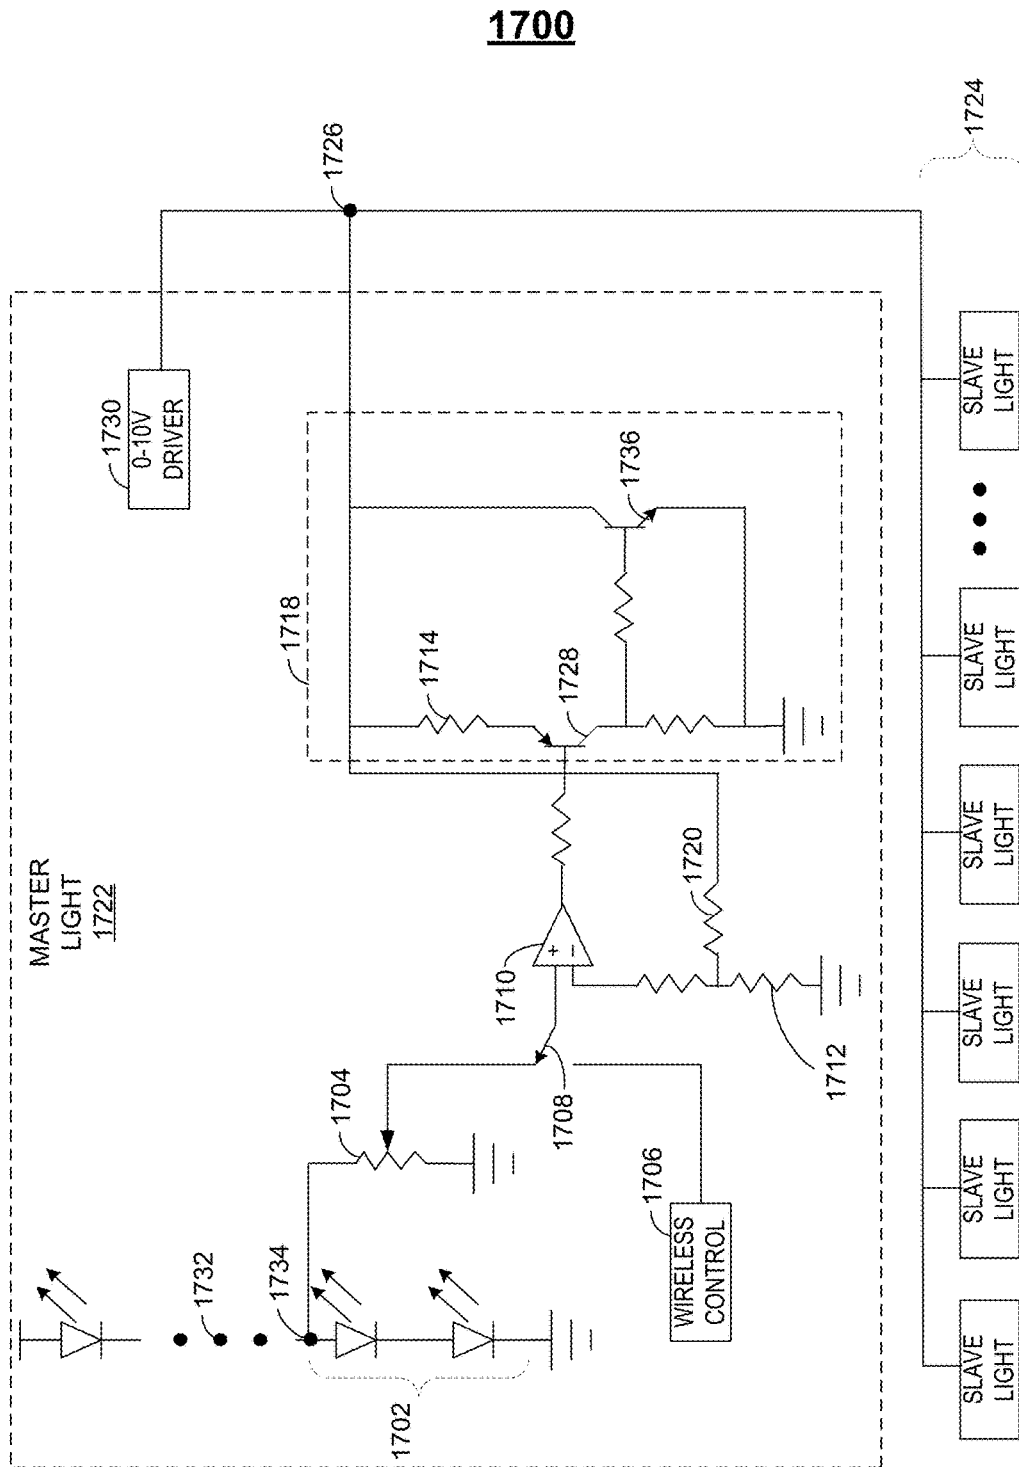 1700
MASTER
LIGHT
1722
1730
0-10V
DRIVER
1726
1724
1718
1714
1728
1736
1710
+
−
1720
1712
1708
1704
1706
WIRELESS
CONTROL
1732
1734
1702
SLAVE
LIGHT
SLAVE
LIGHT
SLAVE
LIGHT
SLAVE
LIGHT
SLAVE
LIGHT
SLAVE
LIGHT